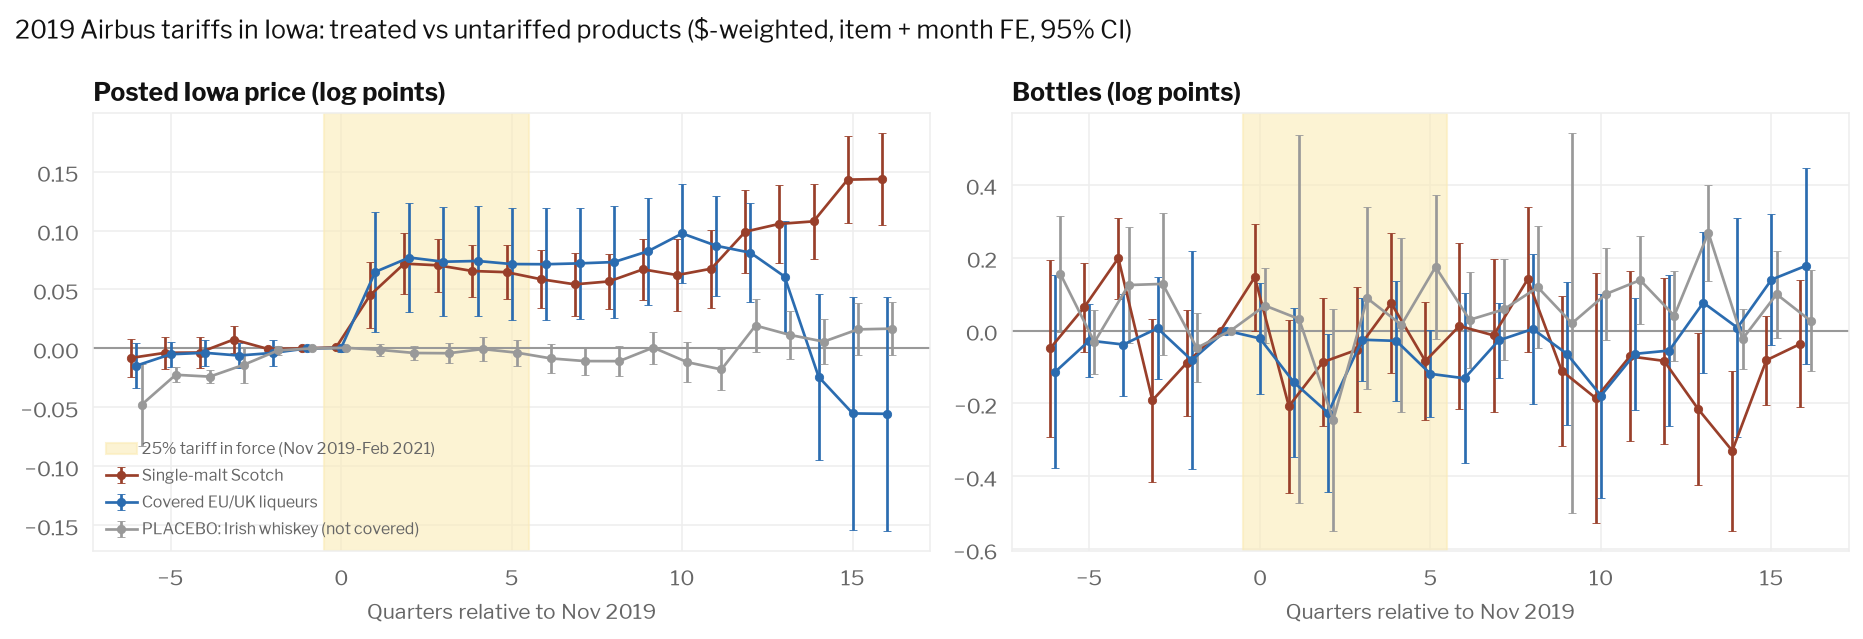 2019 Airbus tariffs in Iowa: treated vs untariffed products ($-weighted, item + month FE, 95% CI)
Posted Iowa price (log points)
0.15
0.10
0.05
0.00
−0.05
−0.10
−0.15
25% tariff in force (Nov 2019-Feb 2021)
Single-malt Scotch
Covered EU/UK liqueurs
PLACEBO: Irish whiskey (not covered)
−5
0
5
10
15
Quarters relative to Nov 2019
Bottles (log points)
0.4
0.2
0.0
−0.2
−0.4
−0.6
−5
0
5
10
15
Quarters relative to Nov 2019